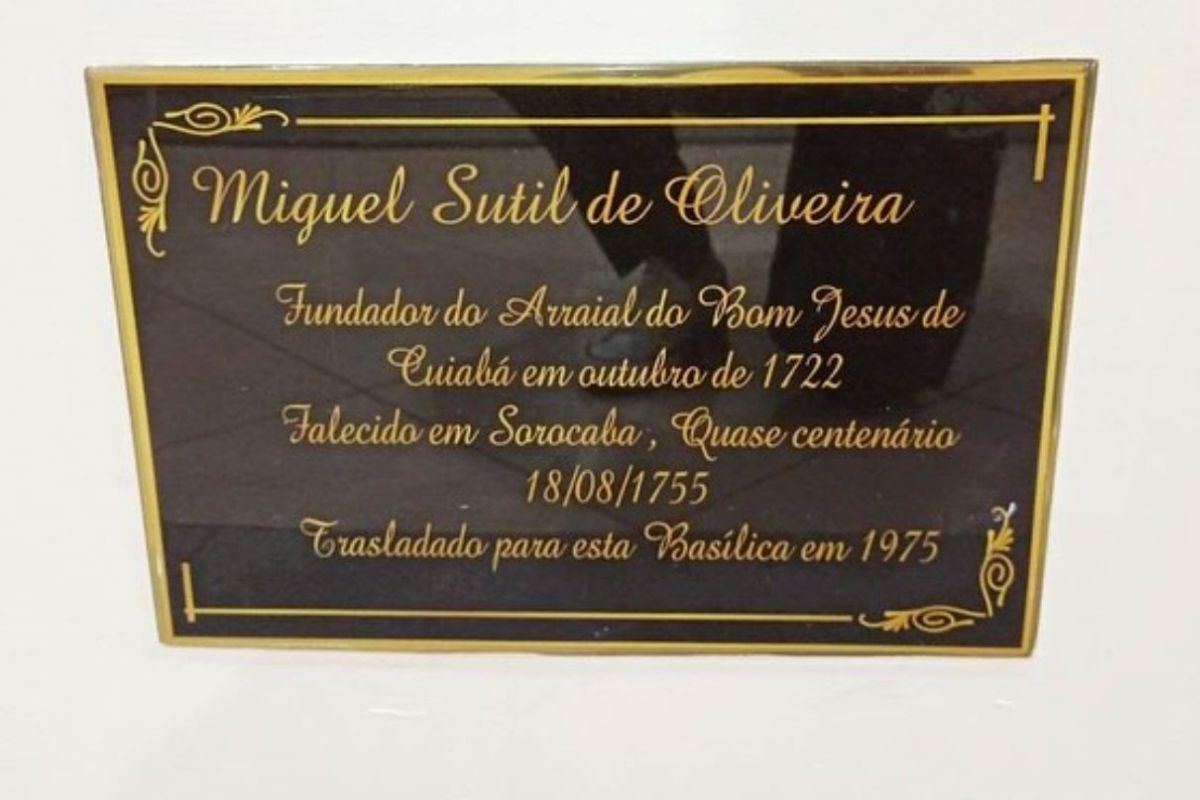 Miguel Sutil de Oliveira
Fundador do Arraial do Bom Jesus de
Cuiabá em outubro de 1722
Falecido em Sorocaba , Quase centenário
18/08/1755
Trasladado para esta Basílica em 1975